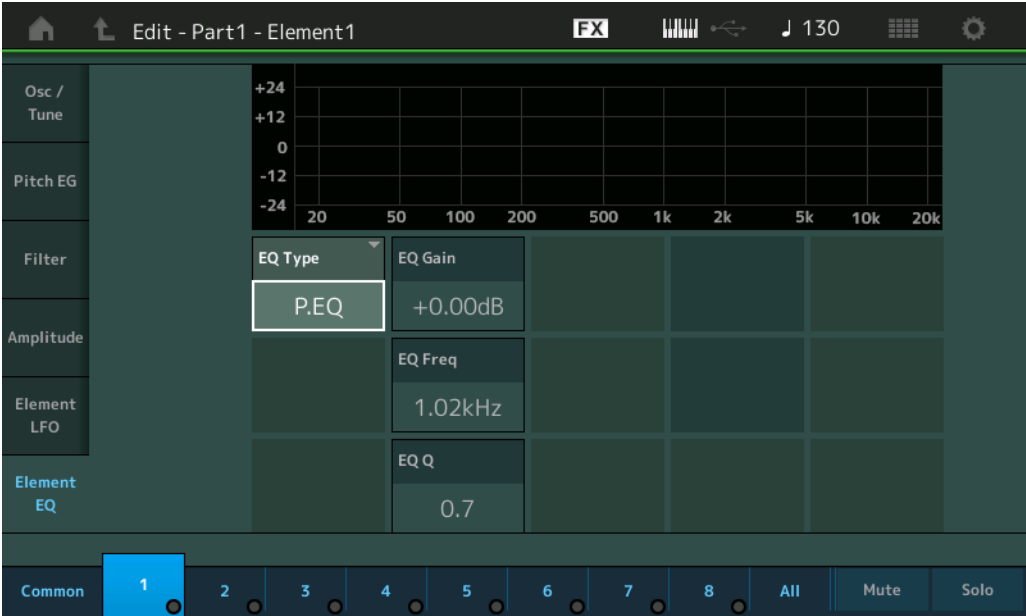 Edit - Part1 - Element1
FX
♩ 130
Osc /
Tune
Pitch EG
Filter
Amplitude
Element
LFO
Element
EQ
+24
+12
0
-12
-24
20 50 100 200 500 1k 2k 5k 10k 20k
EQ Type
P.EQ
EQ Gain
+0.00dB
EQ Freq
1.02kHz
EQ Q
0.7
Common 1 2 3 4 5 6 7 8 All Mute Solo